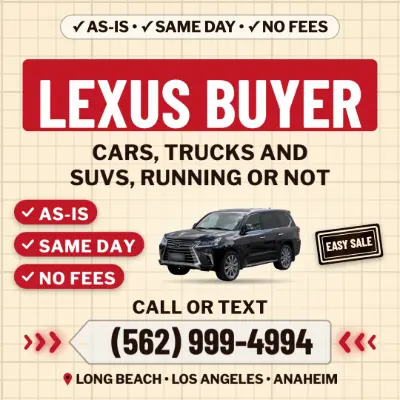 ✓ AS-IS • ✓ SAME DAY • ✓ NO FEES
LEXUS BUYER
CARS, TRUCKS AND
SUVS, RUNNING OR NOT
✓ AS-IS
✓ SAME DAY
✓ NO FEES
EASY SALE
CALL OR TEXT
(562) 999-4994
LONG BEACH • LOS ANGELES • ANAHEIM